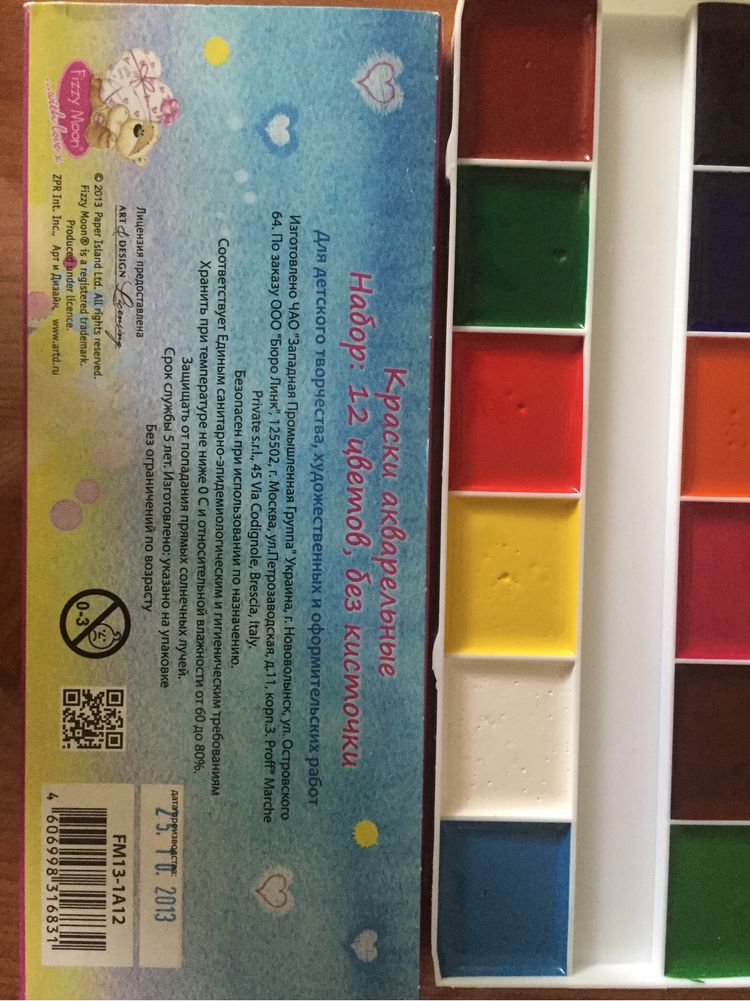 Краски акварельные
Набор: 12 цветов, без кисточки
Для детского творчества, художественных и оформительских работ
Изготовлено ЧАО "Западная Промышленная Группа" Украина, г. Нововолынск, ул. Островского
64. По заказу ООО "Бюро Линк", 125502, г. Москва, ул.Петрозаводская, д.11, корп.3. Proff® Marche
Private s.r.l., 45 Via Codignole, Brescia, Italy.
Безопасен при использовании по назначению.
Соответствует Единым санитарно-эпидемиологическим и гигиеническим требованиям
Хранить при температуре не ниже 0 С и относительной влажности от 60 до 80%.
Защищать от попадания прямых солнечных лучей.
Срок службы 5 лет. Изготовлено: указано на упаковке
Без ограничений по возрасту
Fizzy Moon®
...with love x
Лицензия предоставлена
ART & DESIGN Licensing
© 2013 Paper Island Ltd. All rights reserved.
Fizzy Moon® is a registered trademark.
Produced under licence.
ZPR Int. Inc., Арт и Дизайн, www.artd.ru
0-3
дата производства:
25.10.2013
FM13-1A12
4 606998 316831